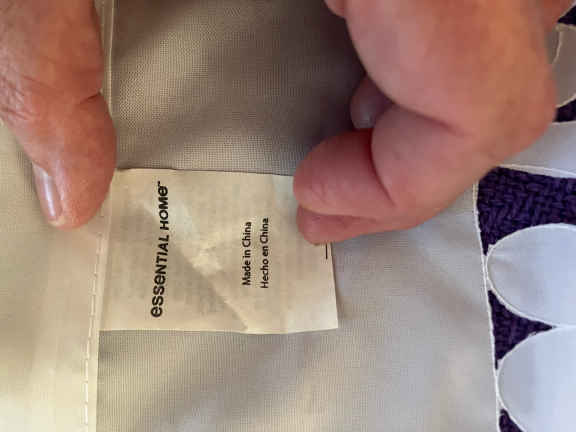 essential home™
Made in China
Hecho en China